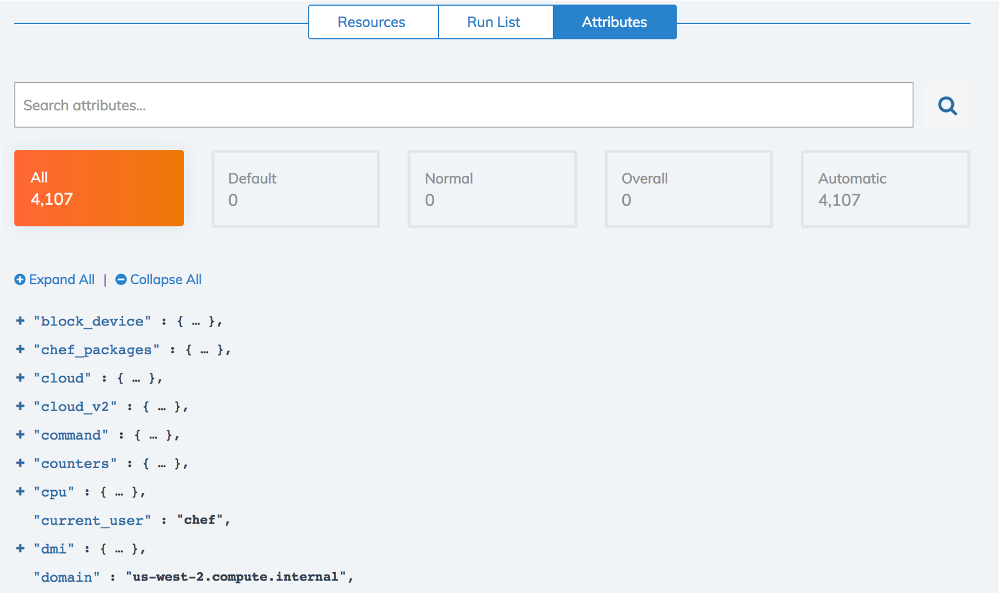 Resources Run List Attributes
Search attributes...
All Default Normal Overall Automatic
4,107 0 0 0 4,107
Expand All | Collapse All
+ "block_device" : { … },
+ "chef_packages" : { … },
+ "cloud" : { … },
+ "cloud_v2" : { … },
+ "command" : { … },
+ "counters" : { … },
+ "cpu" : { … },
"current_user" : "chef",
+ "dmi" : { … },
"domain" : "us-west-2.compute.internal",